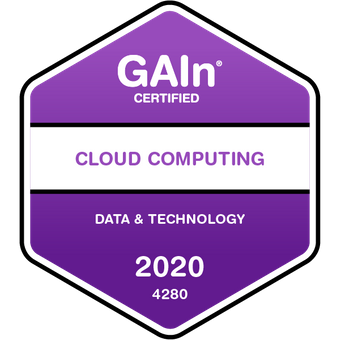 GAIn®
CERTIFIED
CLOUD COMPUTING
DATA & TECHNOLOGY
2020
4280